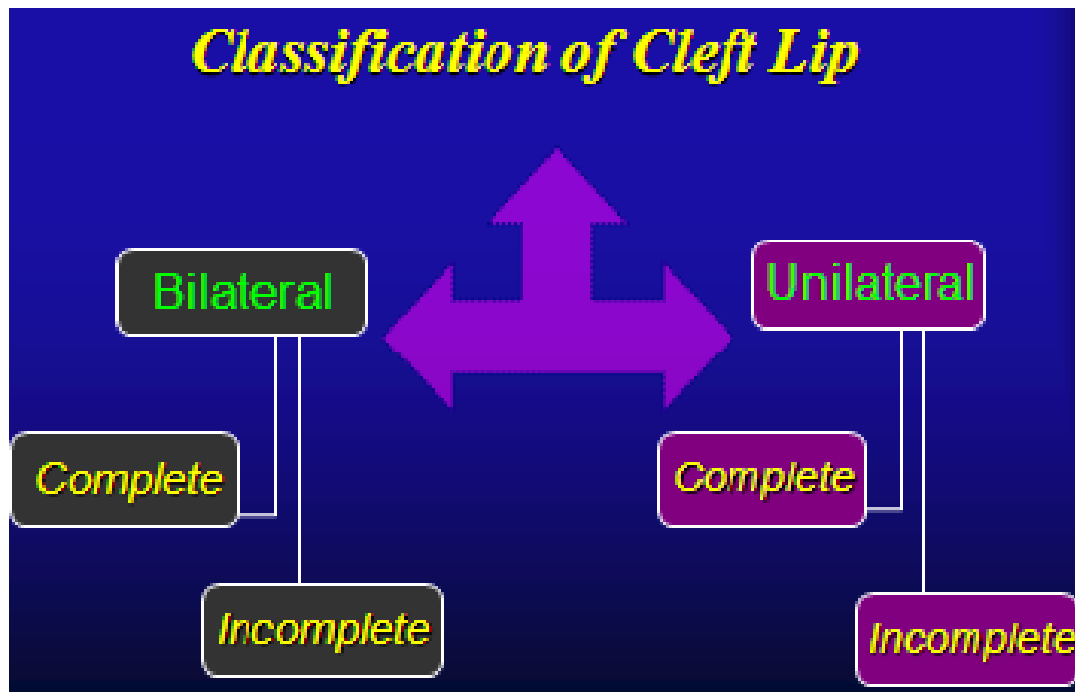 Classification of Cleft Lip
Bilateral
Unilateral
Complete
Complete
Incomplete
Incomplete